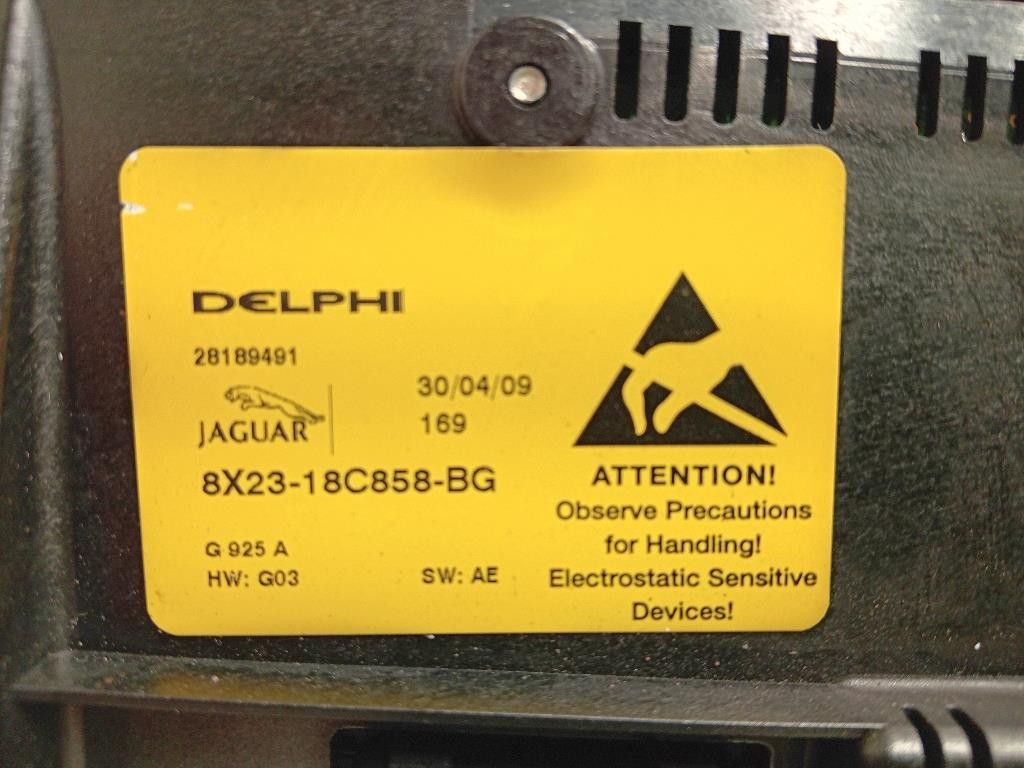 DELPHI
28189491
30/04/09
JAGUAR
169
8X23-18C858-BG
G 925 A
HW: G03
SW: AE
ATTENTION!
Observe Precautions
for Handling!
Electrostatic Sensitive
Devices!